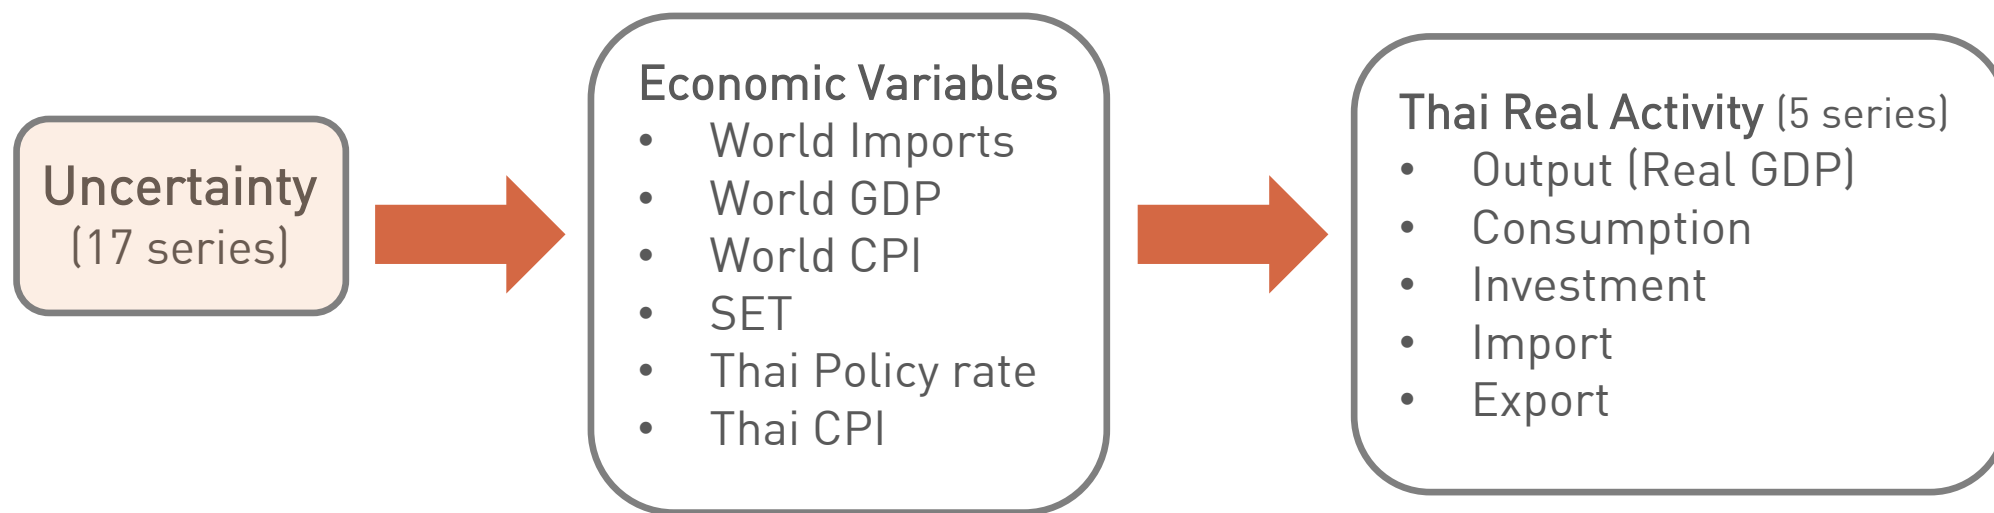 Uncertainty
(17 series)
Economic Variables
• World Imports
• World GDP
• World CPI
• SET
• Thai Policy rate
• Thai CPI
Thai Real Activity (5 series)
• Output (Real GDP)
• Consumption
• Investment
• Import
• Export